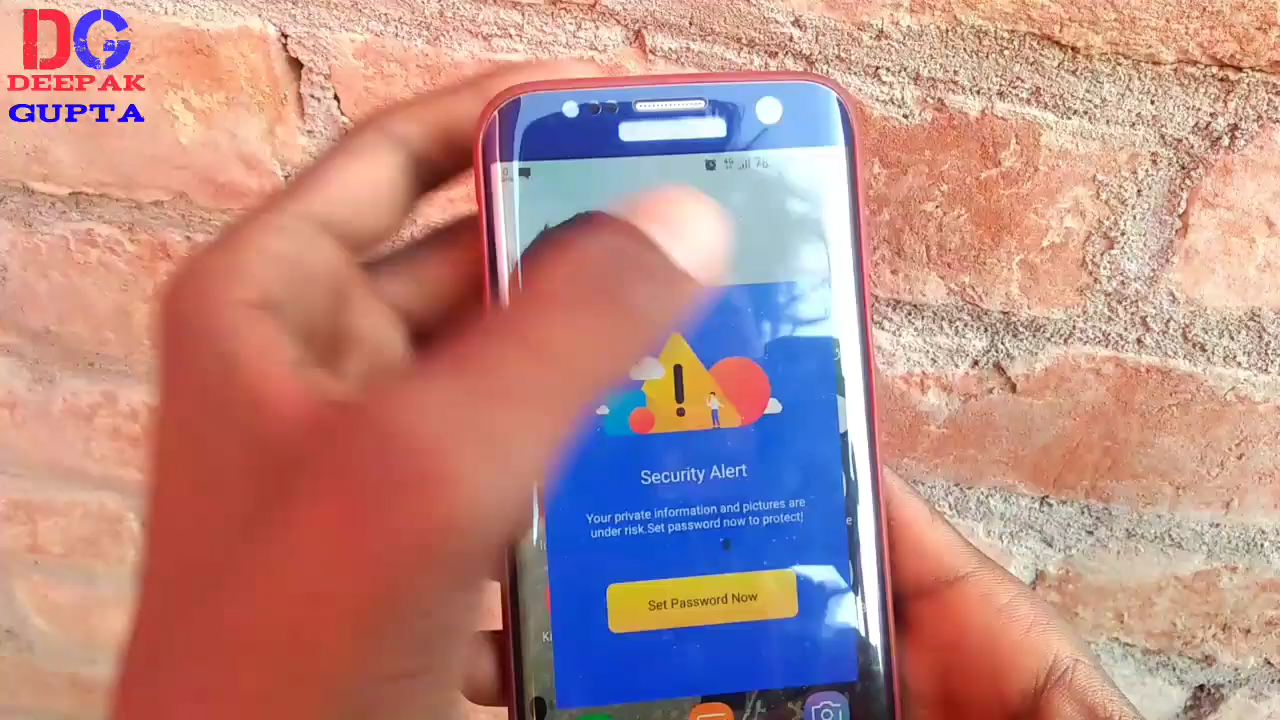 DG
DEEPAK
GUPTA
Security Alert
Your private information and pictures are
under risk.Set password now to protect!
Set Password Now